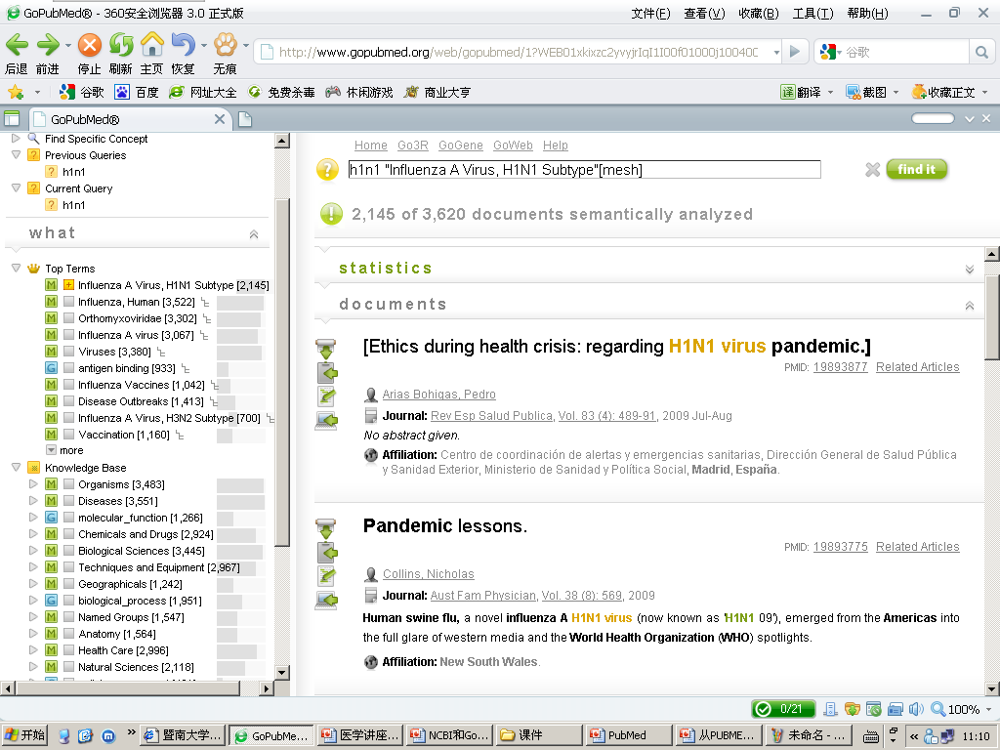 GoPubMed® - 360安全浏览器 3.0 正式版
文件(F) 查看(V) 收藏(B) 工具(T) 帮助(H)
后退 前进 停止 刷新 主页 恢复 无痕
http://www.gopubmed.org/web/gopubmed/1?WEB01xkixzc2yvyjrIqI1I00f01000j10040C
谷歌
谷歌 百度 网址大全 免费杀毒 休闲游戏 商业大亨 翻译 截图 收藏正文
GoPubMed®
Find Specific Concept
Previous Queries
h1n1
Current Query
h1n1
what
Top Terms
Influenza A Virus, H1N1 Subtype [2,145]
Influenza, Human [3,522]
Orthomyxoviridae [3,302]
Influenza A virus [3,067]
Viruses [3,380]
antigen binding [933]
Influenza Vaccines [1,042]
Disease Outbreaks [1,413]
Influenza A Virus, H3N2 Subtype [700]
Vaccination [1,160]
more
Knowledge Base
Organisms [3,483]
Diseases [3,551]
molecular_function [1,266]
Chemicals and Drugs [2,924]
Biological Sciences [3,445]
Techniques and Equipment [2,967]
Geographicals [1,242]
biological_process [1,951]
Named Groups [1,547]
Anatomy [1,564]
Health Care [2,996]
Natural Sciences [2,118]
Home Go3R GoGene GoWeb Help
h1n1 "Influenza A Virus, H1N1 Subtype"[mesh]
find it
2,145 of 3,620 documents semantically analyzed
statistics
documents
[Ethics during health crisis: regarding H1N1 virus pandemic.]
PMID: 19893877 Related Articles
Arias Bohigas, Pedro
Journal: Rev Esp Salud Publica, Vol. 83 (4): 489-91, 2009 Jul-Aug
No abstract given.
Affiliation: Centro de coordinación de alertas y emergencias sanitarias, Dirección General de Salud Pública
y Sanidad Exterior, Ministerio de Sanidad y Política Social, Madrid, España.
Pandemic lessons.
PMID: 19893775 Related Articles
Collins, Nicholas
Journal: Aust Fam Physician, Vol. 38 (8): 569, 2009
Human swine flu, a novel influenza A H1N1 virus (now known as 'H1N1 09'), emerged from the Americas into
the full glare of western media and the World Health Organization (WHO) spotlights.
Affiliation: New South Wales.
0/21 100%
开始 暨南大学... GoPubMe... 医学讲座... NCBI和Go... 课件 PubMed 从PUBME... 未命名 - ... 11:10